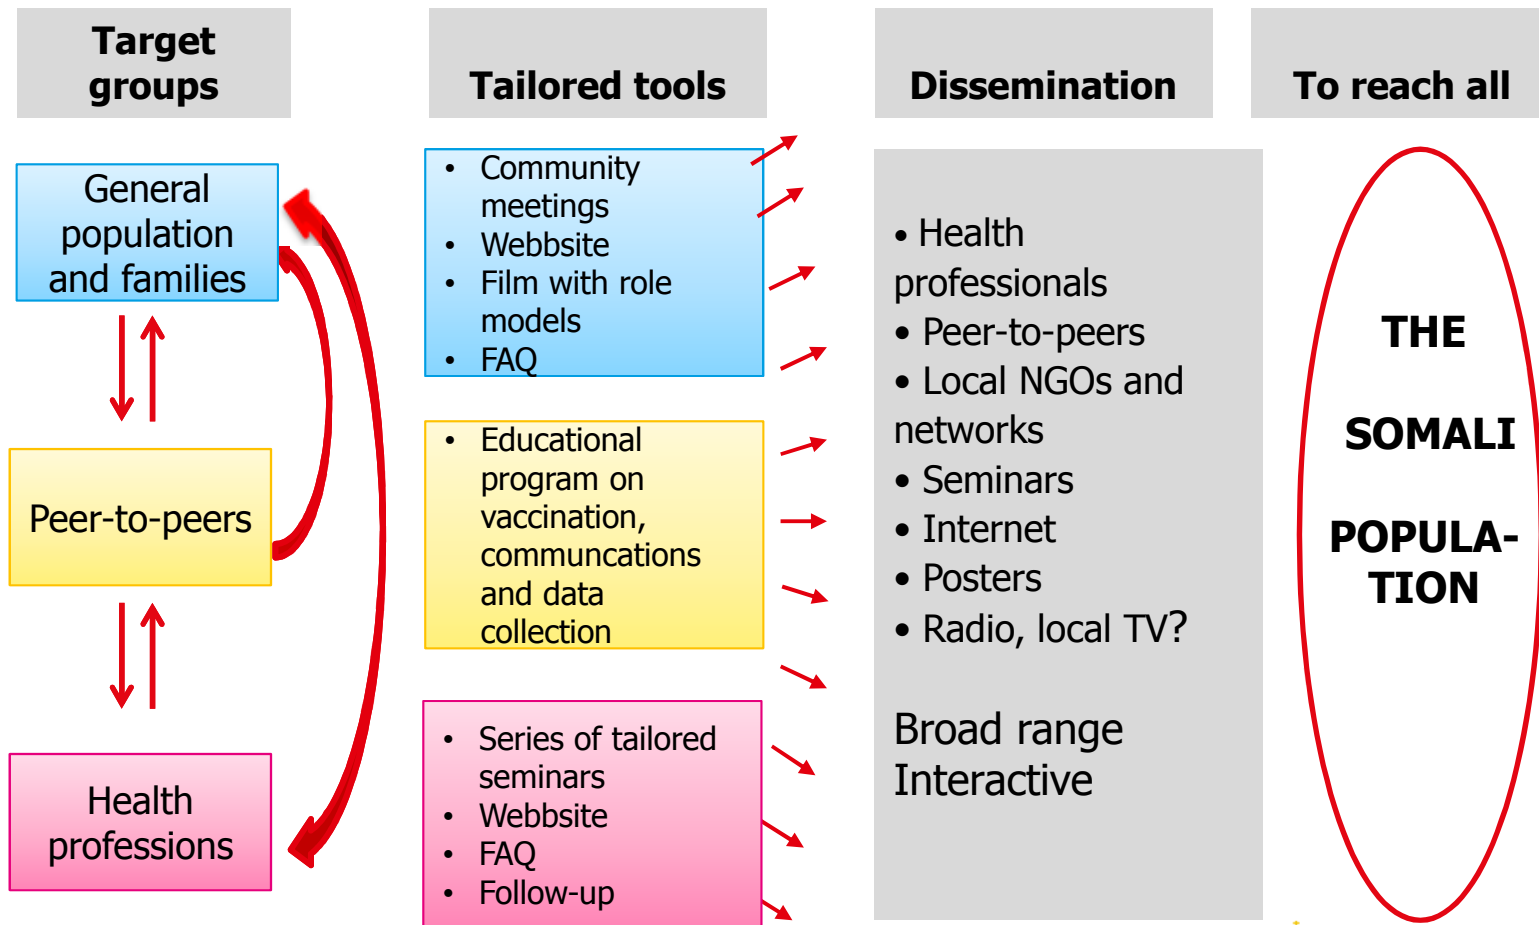 Target
groups
Tailored tools
Dissemination
To reach all
General
population
and families
Peer-to-peers
Health
professions
• Community
meetings
• Webbsite
• Film with role
models
• FAQ
• Educational
program on
vaccination,
communcations
and data
collection
• Series of tailored
seminars
• Webbsite
• FAQ
• Follow-up
• Health
professionals
• Peer-to-peers
• Local NGOs and
networks
• Seminars
• Internet
• Posters
• Radio, local TV?
Broad range
Interactive
THE
SOMALI
POPULA-
TION